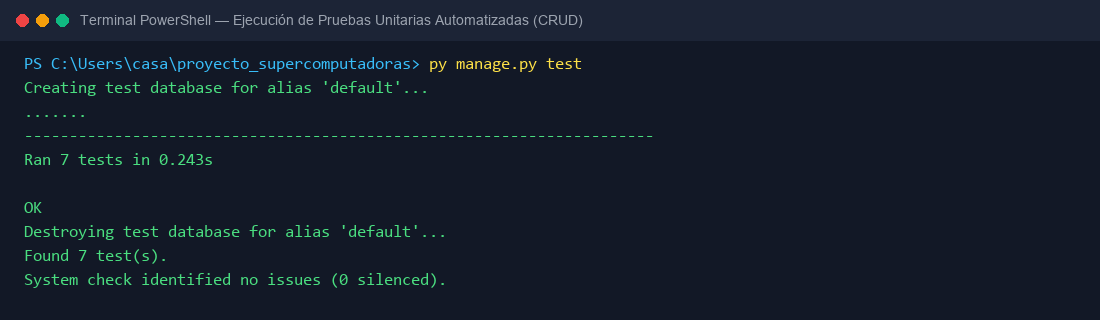 Terminal PowerShell — Ejecución de Pruebas Unitarias Automatizadas (CRUD)
PS C:\Users\casa\proyecto_supercomputadoras> py manage.py test
Creating test database for alias 'default'...
.......
----------------------------------------------------------------------
Ran 7 tests in 0.243s
OK
Destroying test database for alias 'default'...
Found 7 test(s).
System check identified no issues (0 silenced).